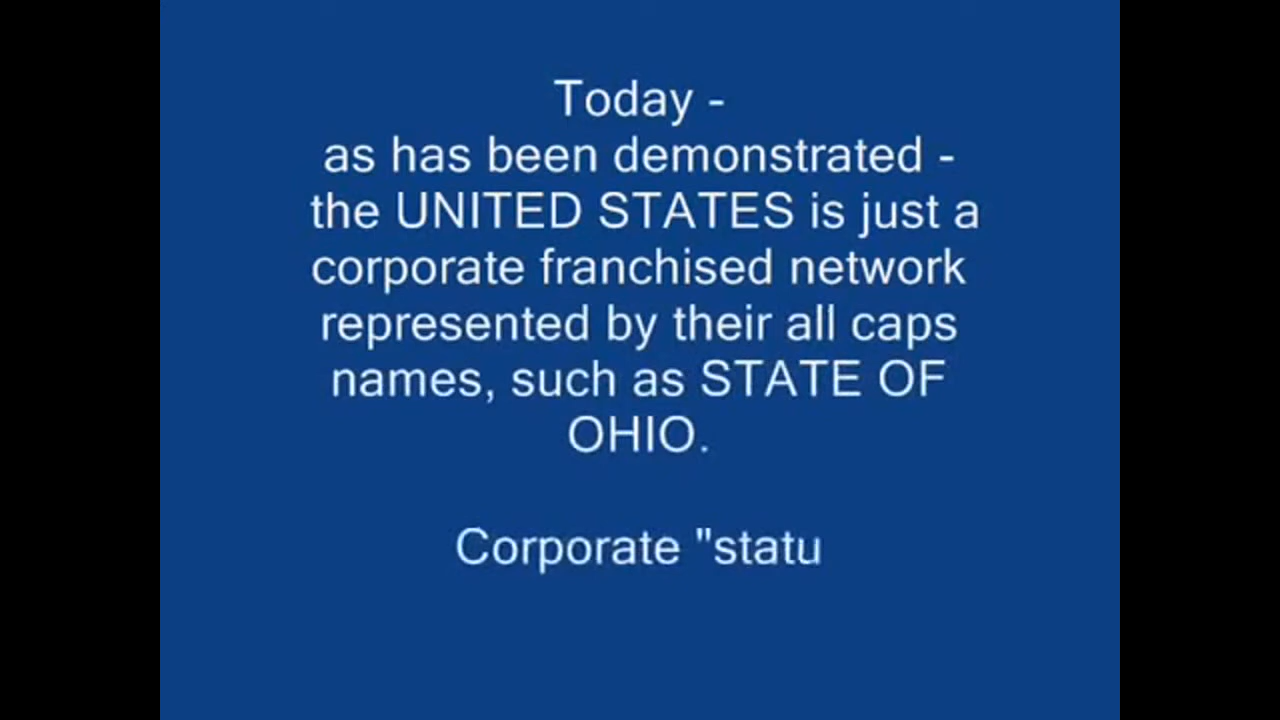 Today -
as has been demonstrated -
the UNITED STATES is just a
corporate franchised network
represented by their all caps
names, such as STATE OF
OHIO.
Corporate "statu